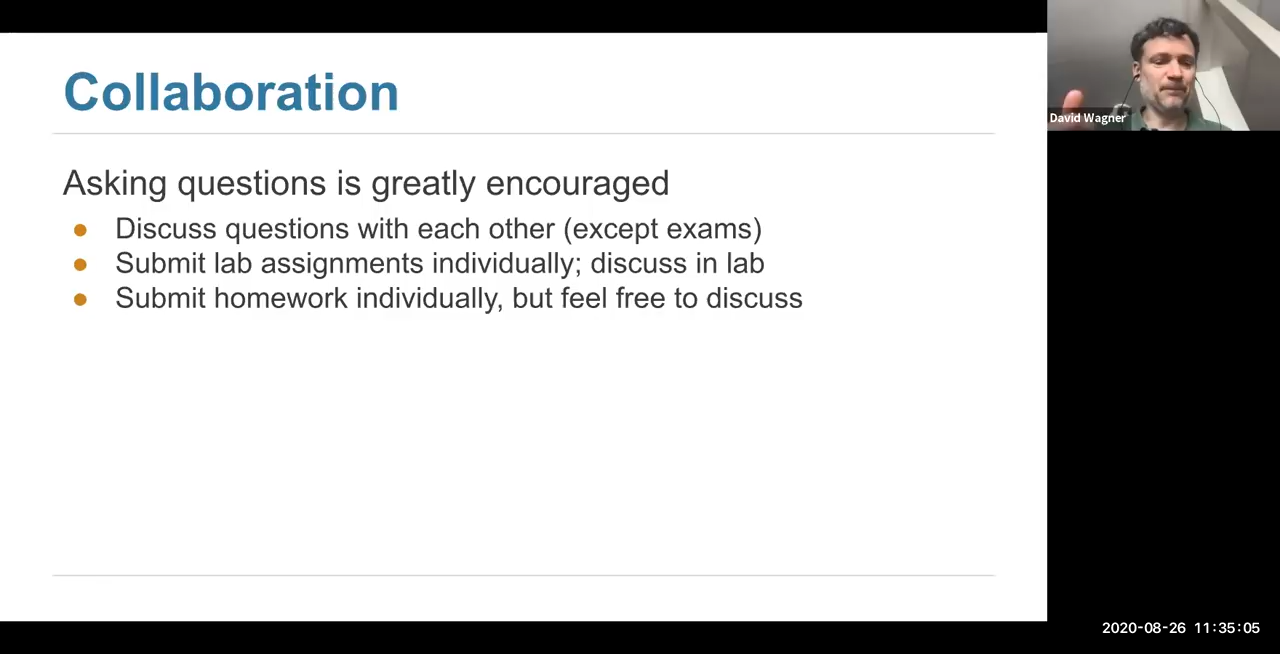 Collaboration
Asking questions is greatly encouraged
● Discuss questions with each other (except exams)
● Submit lab assignments individually; discuss in lab
● Submit homework individually, but feel free to discuss
David Wagner
2020-08-26 11:35:05